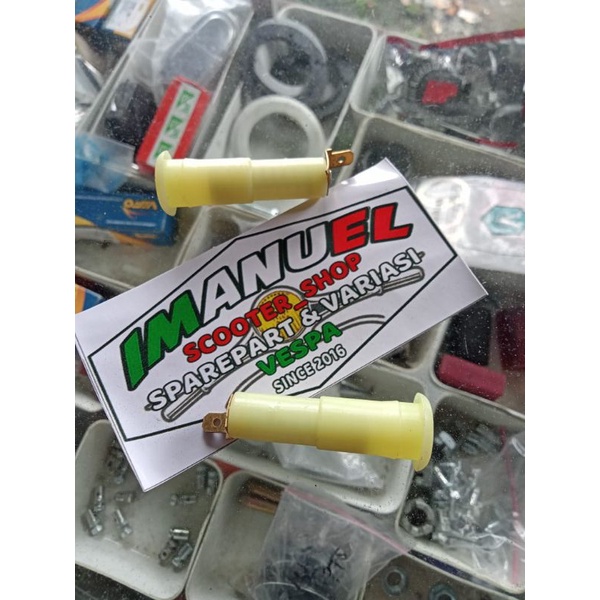 IMANUEL
SCOOTER_SHOP
SPAREPART & VARIASI
VESPA
SINCE 2016